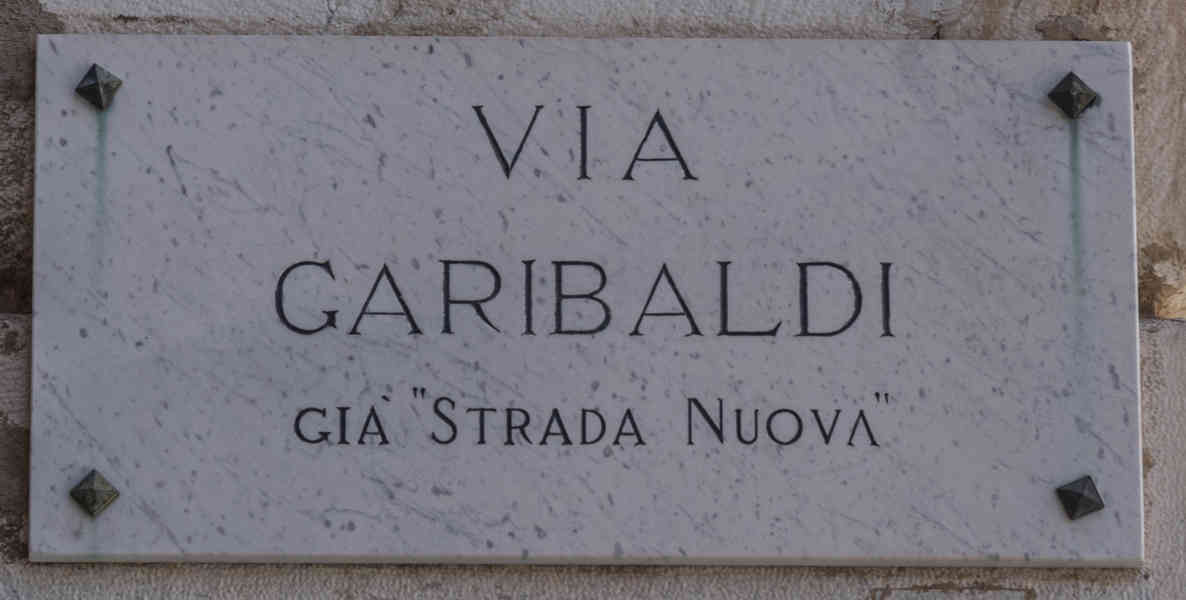 VIA
GARIBALDI
GIÀ "STRADA NUOVA"